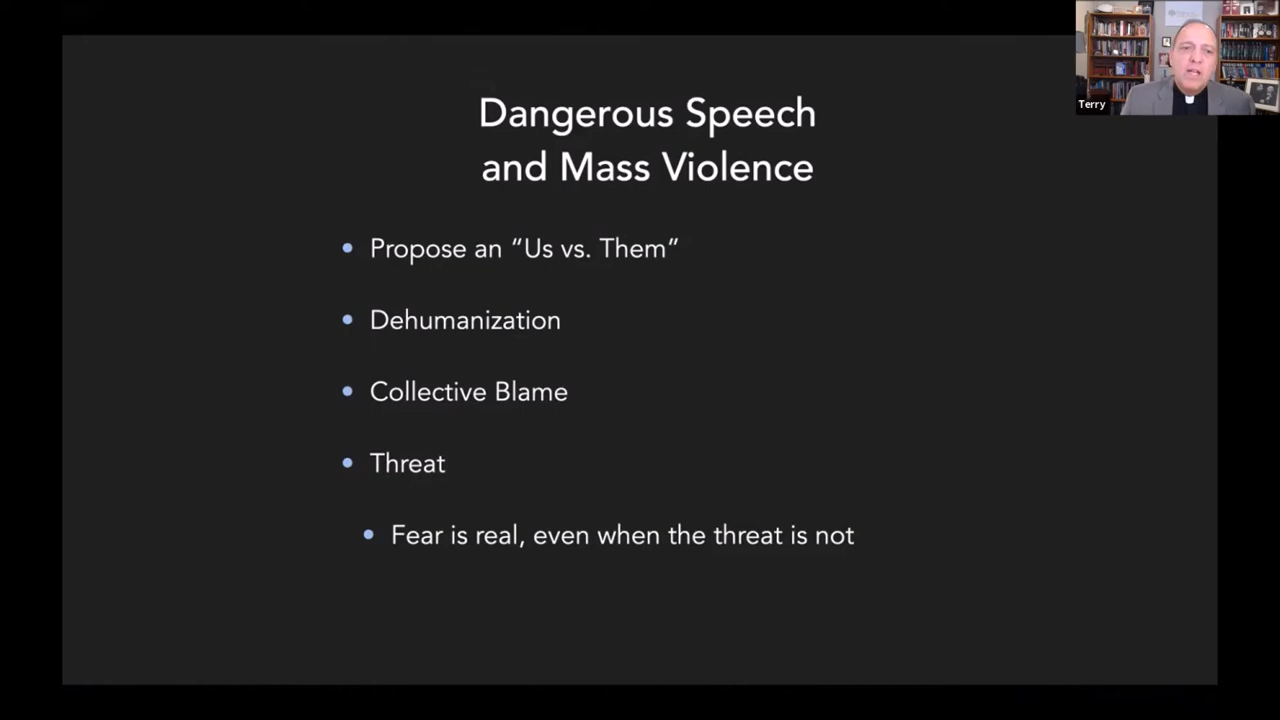 Dangerous Speech
and Mass Violence
• Propose an “Us vs. Them”
• Dehumanization
• Collective Blame
• Threat
• Fear is real, even when the threat is not
Terry